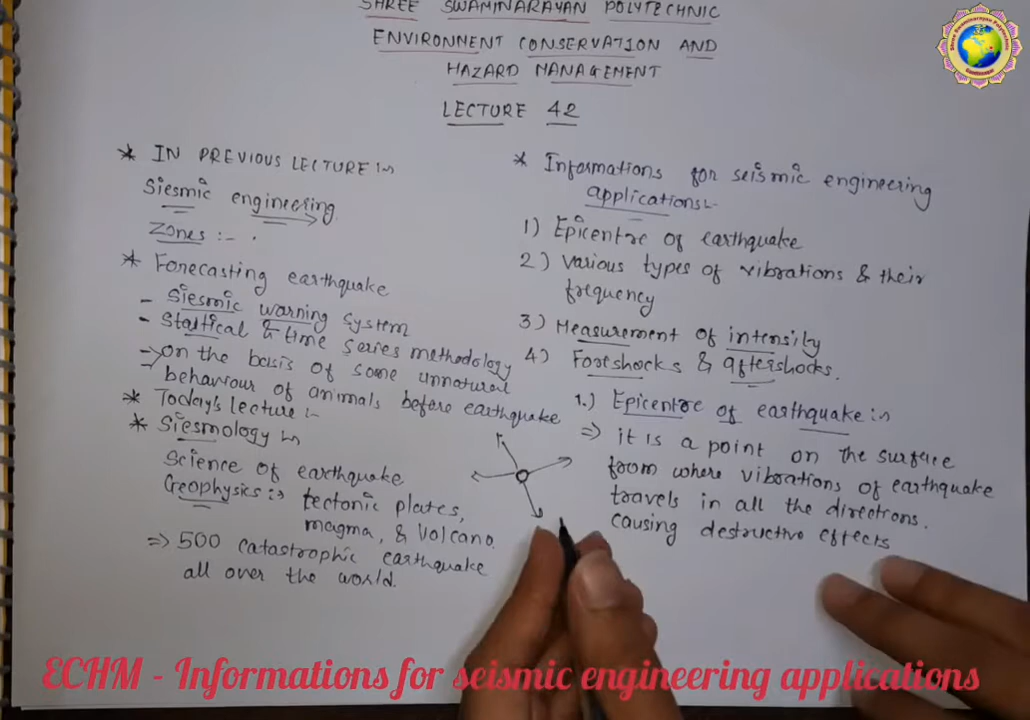 SHREE SWAMINARAYAN POLYTECHNIC
ENVIRONMENT CONSERVATION AND
HAZARD MANAGEMENT
LECTURE 42
* IN PREVIOUS LECTURE :-
Siesmic engineering
Zones :-
* Forecasting earthquake
- Siesmic warning system
- Stastical & time series methodology
-> on the basis of some unnatural
behaviour of animals before earthquake
* Today's lecture :-
* Siesmology :-
Science of earthquake
Geophysics :-> tectonic plates,
magma, & Volcano.
=> 500 catastrophic earthquake
all over the world.
* Informations for seismic engineering
applications :-
1) Epicentre of earthquake
2) Various types of vibrations & their
frequency
3) Measurement of intensity
4) Foreshocks & aftershocks.
1.) Epicentre of earthquake :-
=> it is a point on the surface
from where vibrations of earthquake
travels in all the directions.
causing destructive effects
ECHM - Informations for seismic engineering applications